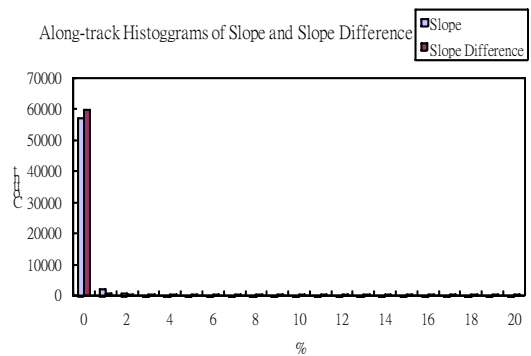 Along-track Histoggrams of Slope and Slope Difference
Slope
Slope Difference
70000
60000
50000
40000
30000
20000
10000
0
Count
0 2 4 6 8 10 12 14 16 18 20
%